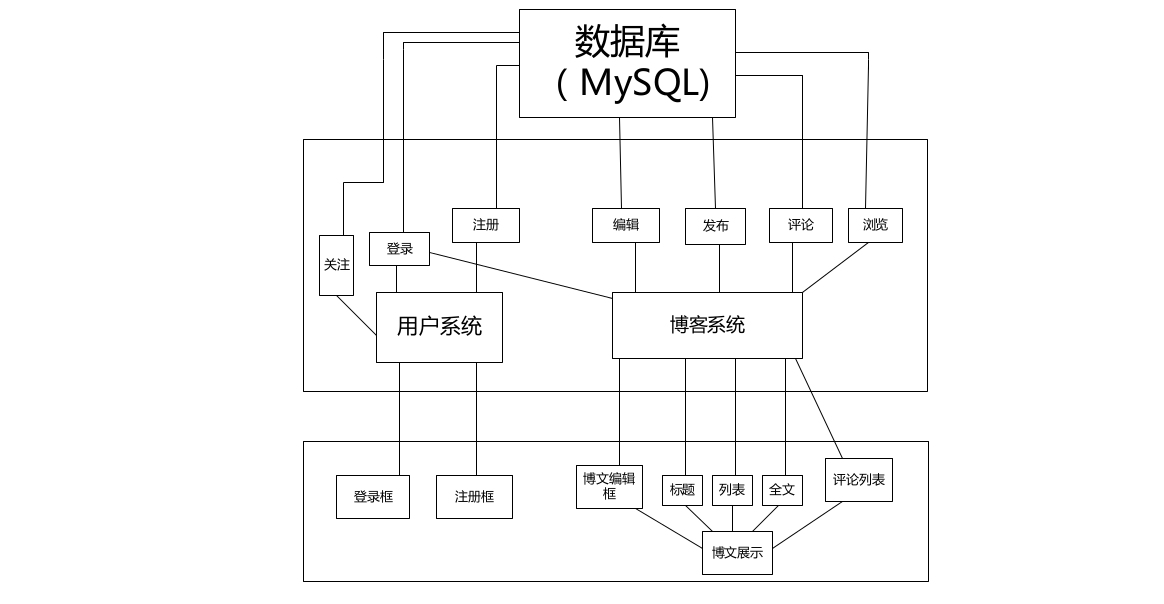 数据库
( MySQL)
注册
编辑
发布
评论
浏览
登录
关注
用户系统
博客系统
博文编辑
框
标题
列表
全文
评论列表
登录框
注册框
博文展示